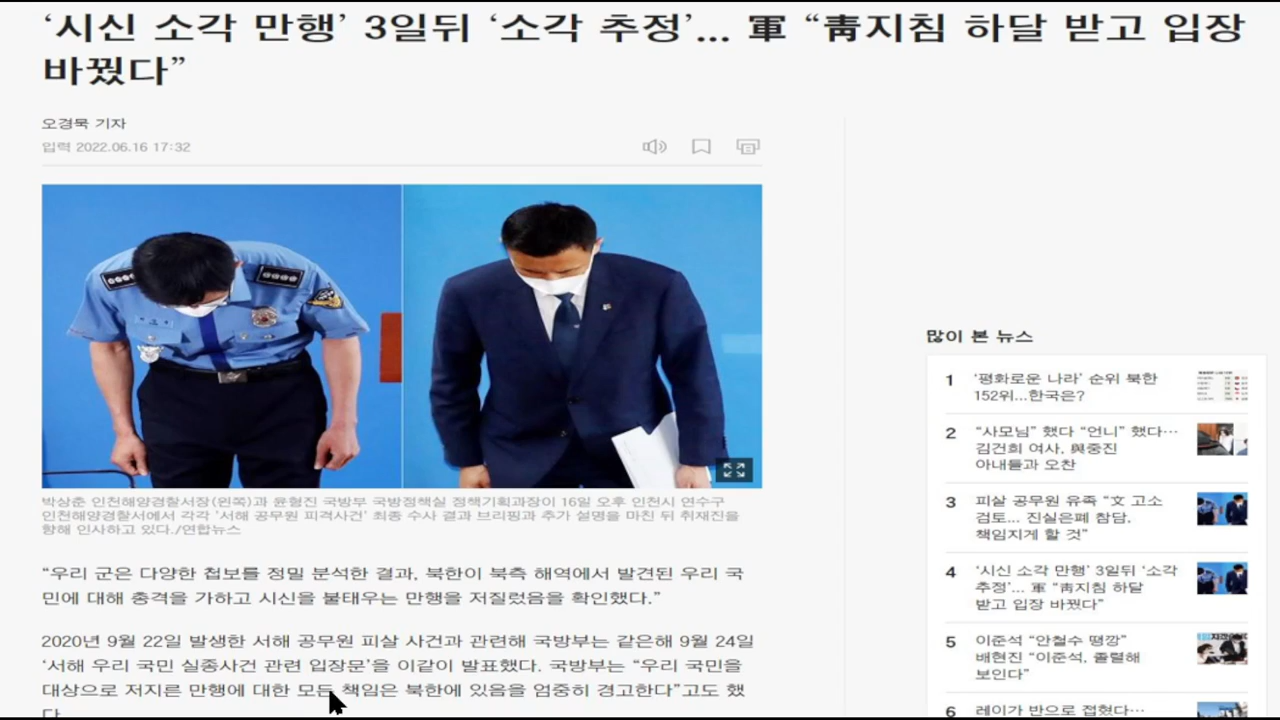 ‘시신 소각 만행’ 3일뒤 ‘소각 추정’... 軍 “靑지침 하달 받고 입장
바꿨다”
오경묵 기자
입력 2022.06.16 17:32
박상춘 인천해양경찰서장(왼쪽)과 윤형진 국방부 국방정책실 정책기획과장이 16일 오후 인천시 연수구
인천해양경찰서에서 각각 '서해 공무원 피격사건' 최종 수사 결과 브리핑과 추가 설명을 마친 뒤 취재진을
향해 인사하고 있다./연합뉴스
“우리 군은 다양한 첩보를 정밀 분석한 결과, 북한이 북측 해역에서 발견된 우리 국
민에 대해 총격을 가하고 시신을 불태우는 만행을 저질렀음을 확인했다.”
2020년 9월 22일 발생한 서해 공무원 피살 사건과 관련해 국방부는 같은해 9월 24일
‘서해 우리 국민 실종사건 관련 입장문’을 이같이 발표했다. 국방부는 “우리 국민을
대상으로 저지른 만행에 대한 모든 책임은 북한에 있음을 엄중히 경고한다”고도 했
다
많이 본 뉴스
1 ‘평화로운 나라’ 순위 북한
152위...한국은?
2 “사모님” 했다 “언니” 했다…
김건희 여사, 與중진
아내들과 오찬
3 피살 공무원 유족 “文 고소
검토... 진실은폐 참담,
책임지게 할 것”
4 ‘시신 소각 만행’ 3일뒤 ‘소각
추정’... 軍 “靑지침 하달
받고 입장 바꿨다”
5 이준석 “안철수 땡깡”
배현진 “이준석, 졸렬해
보인다”
6 레이가 반으로 접혔다…